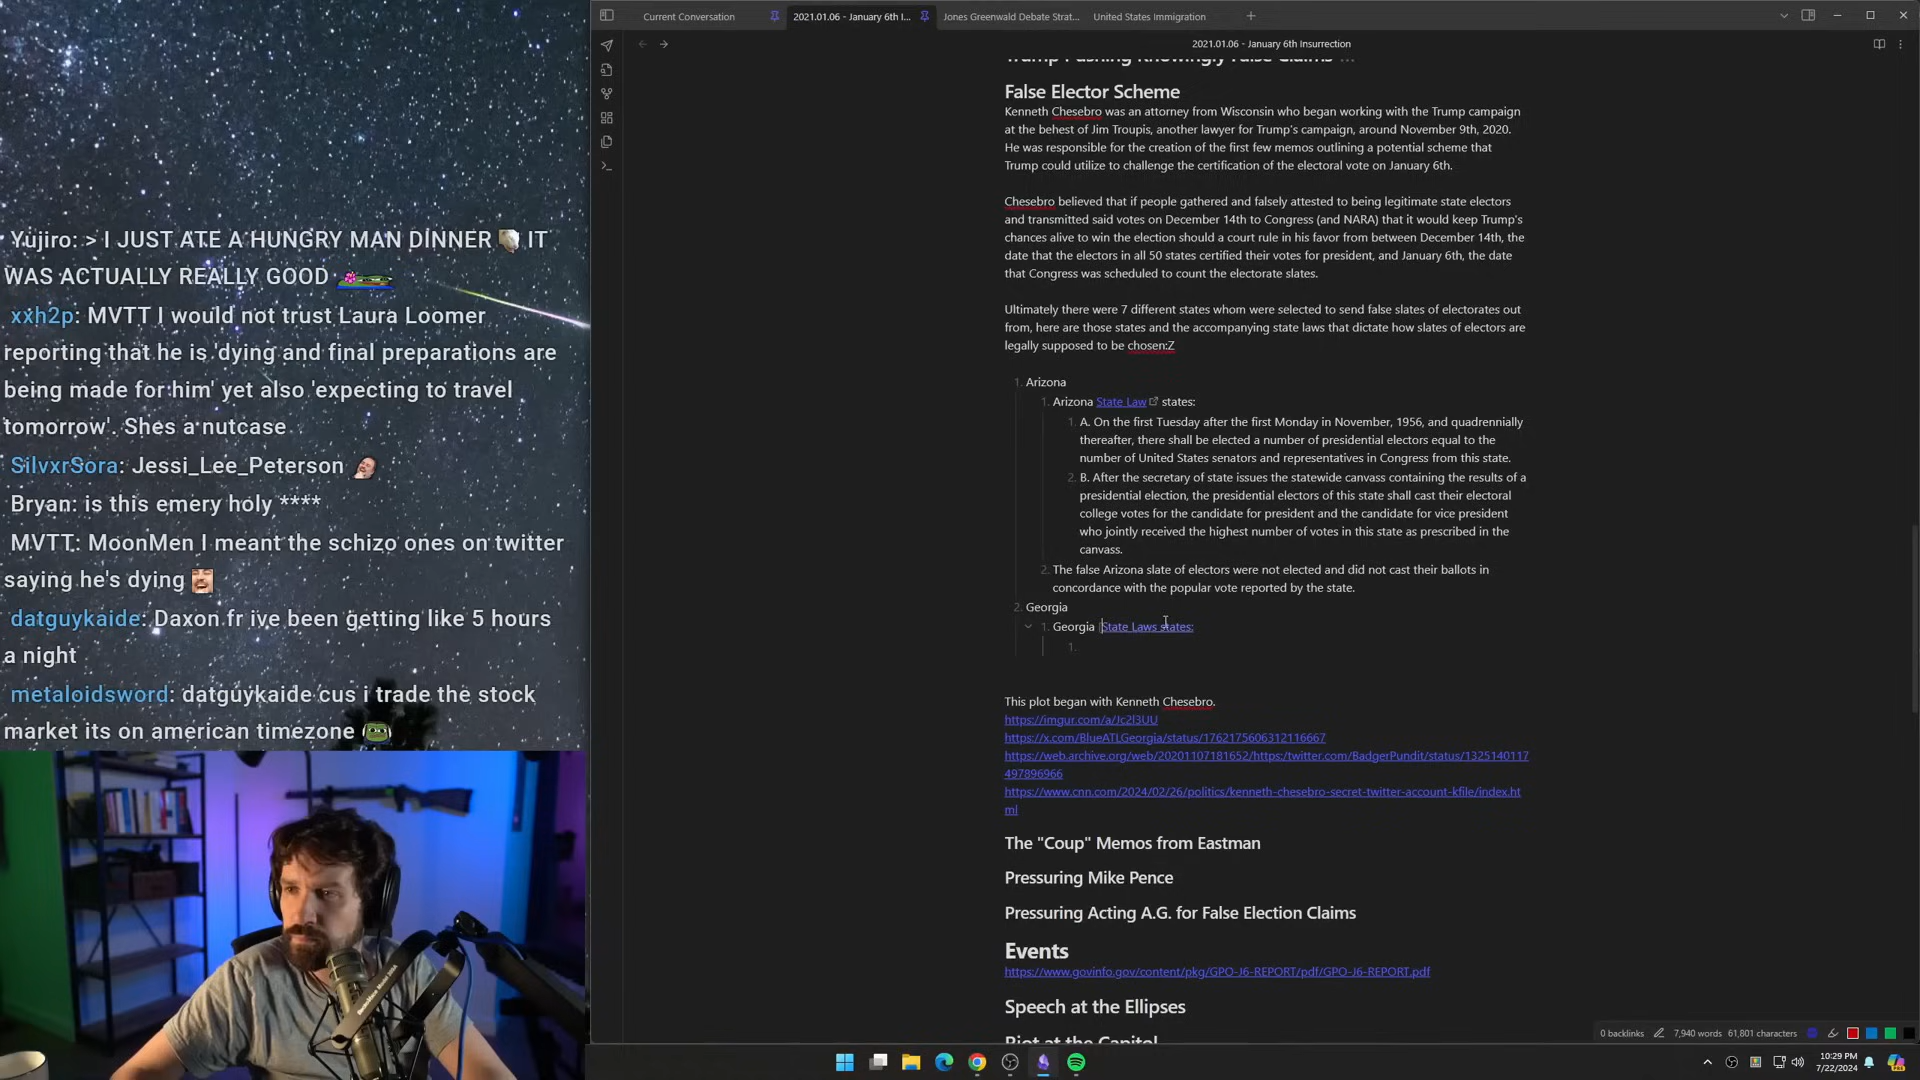 Current Conversation
2021.01.06 - January 6th I...
Jones Greenwald Debate Strat...
United States Immigration
2021.01.06 - January 6th Insurrection
Yujiro: > I JUST ATE A HUNGRY MAN DINNER IT
WAS ACTUALLY REALLY GOOD
xxh2p: MVTT I would not trust Laura Loomer
reporting that he is 'dying and final preparations are
being made for him' yet also 'expecting to travel
tomorrow'. Shes a nutcase
SilvxrSora: Jessi_Lee_Peterson
Bryan: is this emery holy ****
MVTT: MoonMen I meant the schizo ones on twitter
saying he's dying
datguykaide: Daxon fr ive been getting like 5 hours
a night
metaloidsword: datguykaide cus i trade the stock
market its on american timezone
Trump Pushing Knowingly False Claims ...
False Elector Scheme
Kenneth Chesebro was an attorney from Wisconsin who began working with the Trump campaign
at the behest of Jim Troupis, another lawyer for Trump's campaign, around November 9th, 2020.
He was responsible for the creation of the first few memos outlining a potential scheme that
Trump could utilize to challenge the certification of the electoral vote on January 6th.
Chesebro believed that if people gathered and falsely attested to being legitimate state electors
and transmitted said votes on December 14th to Congress (and NARA) that it would keep Trump's
chances alive to win the election should a court rule in his favor from between December 14th, the
date that the electors in all 50 states certified their votes for president, and January 6th, the date
that Congress was scheduled to count the electorate slates.
Ultimately there were 7 different states whom were selected to send false slates of electorates out
from, here are those states and the accompanying state laws that dictate how slates of electors are
legally supposed to be chosen:Z
1. Arizona
1. Arizona State Law states:
1. A. On the first Tuesday after the first Monday in November, 1956, and quadrennially
thereafter, there shall be elected a number of presidential electors equal to the
number of United States senators and representatives in Congress from this state.
2. B. After the secretary of state issues the statewide canvass containing the results of a
presidential election, the presidential electors of this state shall cast their electoral
college votes for the candidate for president and the candidate for vice president
who jointly received the highest number of votes in this state as prescribed in the
canvass.
2. The false Arizona slate of electors were not elected and did not cast their ballots in
concordance with the popular vote reported by the state.
2. Georgia
1. Georgia [State Laws states:
1.
This plot began with Kenneth Chesebro.
https://imgur.com/a/Jc2l3UU
https://x.com/BlueATLGeorgia/status/1762175606312116667
https://web.archive.org/web/20201107181652/https:/twitter.com/BadgerPundit/status/1325140117
497896966
https://www.cnn.com/2024/02/26/politics/kenneth-chesebro-secret-twitter-account-kfile/index.ht
ml
The "Coup" Memos from Eastman
Pressuring Mike Pence
Pressuring Acting A.G. for False Election Claims
Events
https://www.govinfo.gov/content/pkg/GPO-J6-REPORT/pdf/GPO-J6-REPORT.pdf
Speech at the Ellipses
Riot at the Capitol
0 backlinks
7,940 words
61,801 characters
10:29 PM
7/22/2024